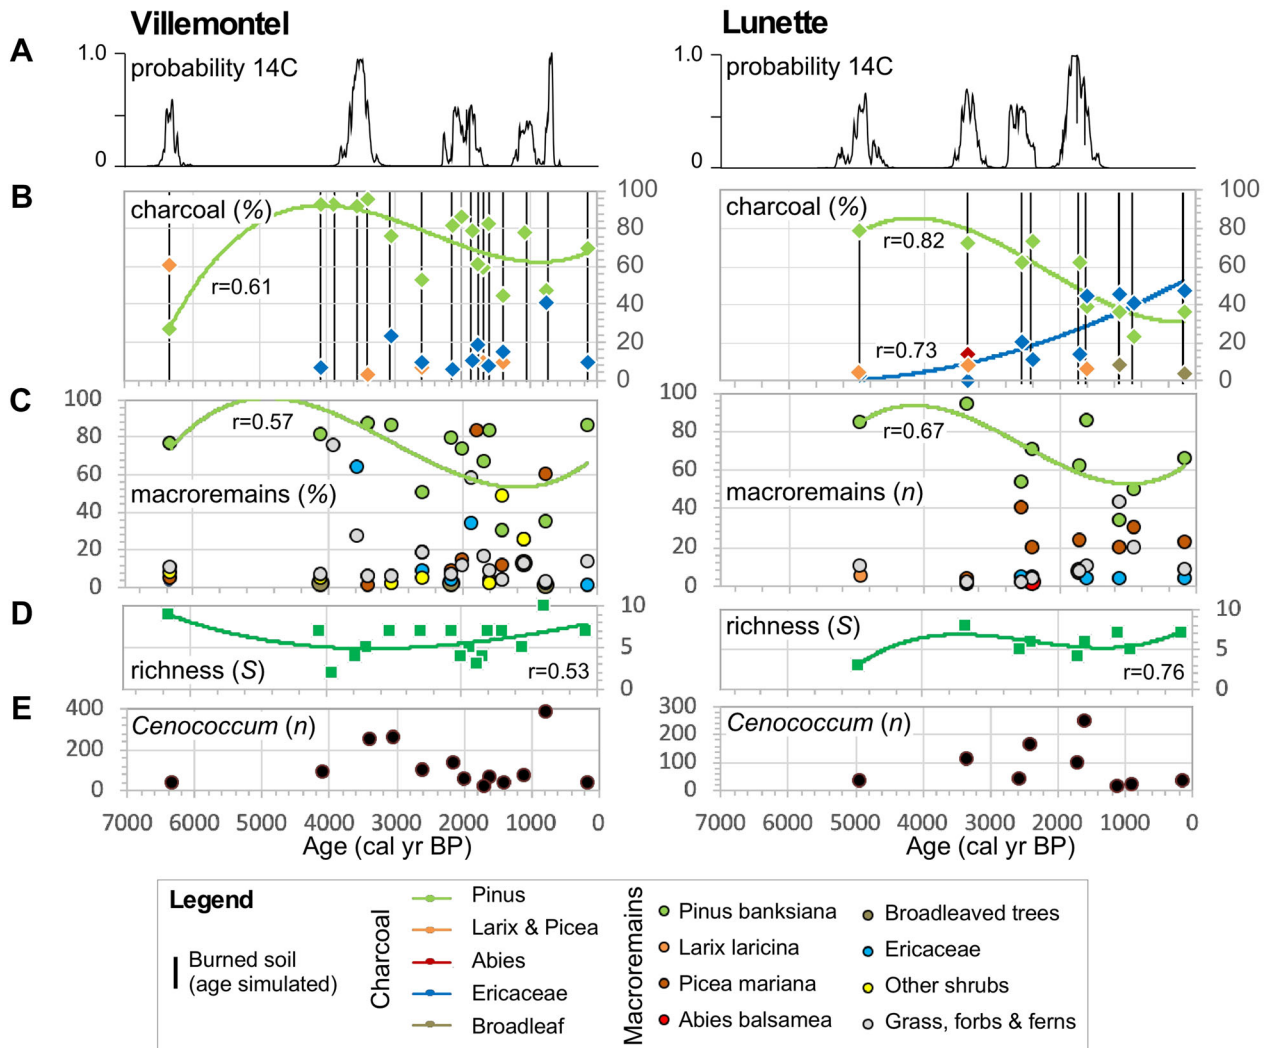 Villemontel
Lunette
A
1.0
probability 14C
0
1.0
probability 14C
0
B
charcoal (%)
r=0.61
100
80
60
40
20
0
charcoal (%)
r=0.82
r=0.73
100
80
60
40
20
0
C
100
80
60
40
20
0
r=0.57
macroremains (%)
100
80
60
40
20
0
r=0.67
macroremains (n)
D
richness (S)
r=0.53
10
5
0
richness (S)
r=0.76
10
5
0
E
400
200
0
Cenococcum (n)
300
200
100
0
Cenococcum (n)
7000 6000 5000 4000 3000 2000 1000 0
Age (cal yr BP)
7000 6000 5000 4000 3000 2000 1000 0
Age (cal yr BP)
Legend
Burned soil
(age simulated)
Charcoal
Pinus
Larix & Picea
Abies
Ericaceae
Broadleaf
Macroremains
Pinus banksiana
Larix laricina
Picea mariana
Abies balsamea
Broadleaved trees
Ericaceae
Other shrubs
Grass, forbs & ferns